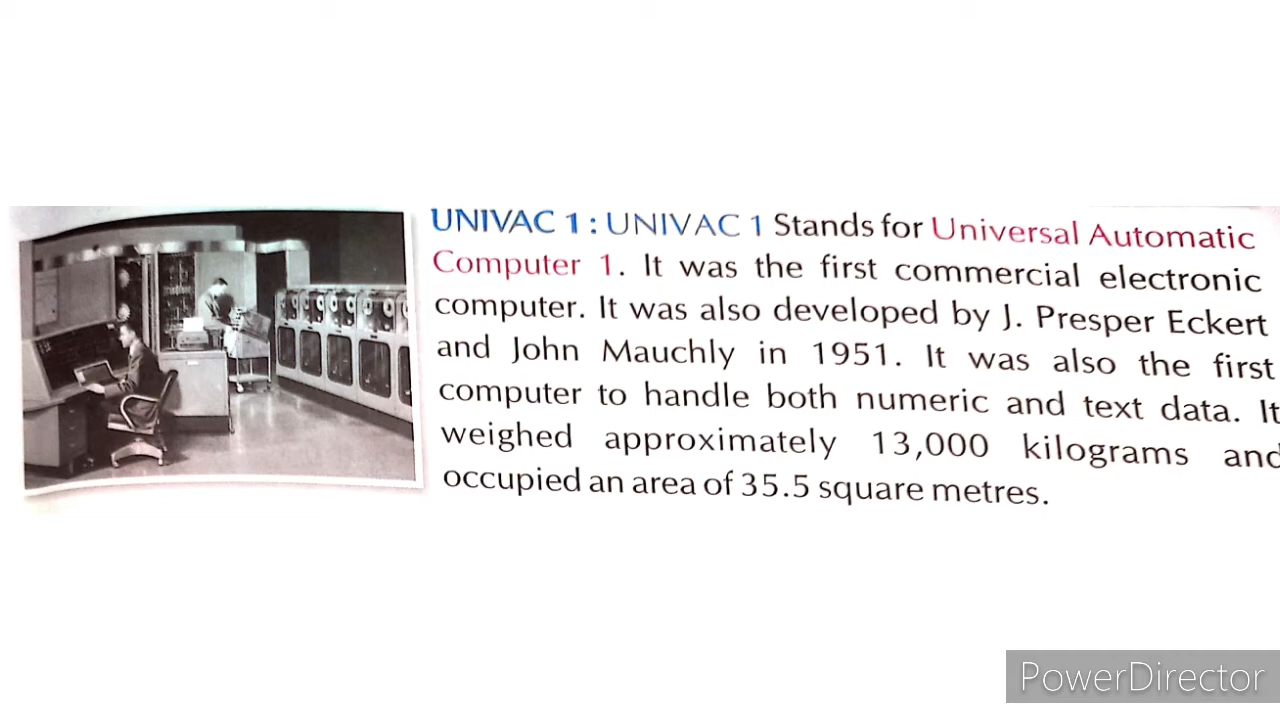 UNIVAC 1 : UNIVAC 1 Stands for Universal Automatic
Computer 1. It was the first commercial electronic
computer. It was also developed by J. Presper Eckert
and John Mauchly in 1951. It was also the first
computer to handle both numeric and text data. It
weighed approximately 13,000 kilograms and
occupied an area of 35.5 square metres.
PowerDirector